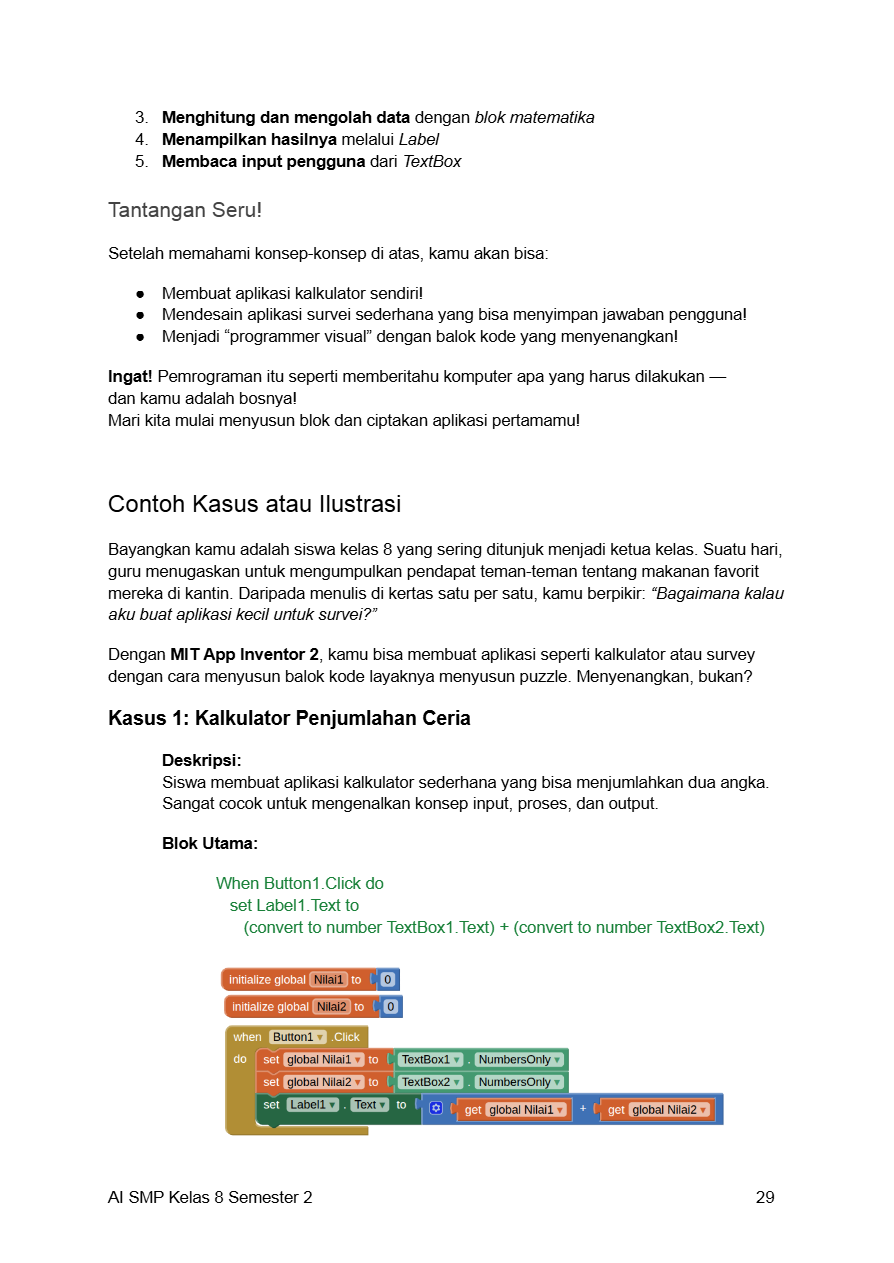 3. Menghitung dan mengolah data dengan blok matematika
4. Menampilkan hasilnya melalui Label
5. Membaca input pengguna dari TextBox
Tantangan Seru!
Setelah memahami konsep-konsep di atas, kamu akan bisa:
● Membuat aplikasi kalkulator sendiri!
● Mendesain aplikasi survei sederhana yang bisa menyimpan jawaban pengguna!
● Menjadi “programmer visual” dengan balok kode yang menyenangkan!
Ingat! Pemrograman itu seperti memberitahu komputer apa yang harus dilakukan —
dan kamu adalah bosnya!
Mari kita mulai menyusun blok dan ciptakan aplikasi pertamamu!
Contoh Kasus atau Ilustrasi
Bayangkan kamu adalah siswa kelas 8 yang sering ditunjuk menjadi ketua kelas. Suatu hari,
guru menugaskan untuk mengumpulkan pendapat teman-teman tentang makanan favorit
mereka di kantin. Daripada menulis di kertas satu per satu, kamu berpikir: “Bagaimana kalau
aku buat aplikasi kecil untuk survei?”
Dengan MIT App Inventor 2, kamu bisa membuat aplikasi seperti kalkulator atau survey
dengan cara menyusun balok kode layaknya menyusun puzzle. Menyenangkan, bukan?
Kasus 1: Kalkulator Penjumlahan Ceria
Deskripsi:
Siswa membuat aplikasi kalkulator sederhana yang bisa menjumlahkan dua angka.
Sangat cocok untuk mengenalkan konsep input, proses, dan output.
Blok Utama:
When Button1.Click do
set Label1.Text to
(convert to number TextBox1.Text) + (convert to number TextBox2.Text)
initialize global Nilai1 to 0
initialize global Nilai2 to 0
when Button1 .Click
do set global Nilai1 to TextBox1 . NumbersOnly
set global Nilai2 to TextBox2 . NumbersOnly
set Label1 . Text to get global Nilai1 + get global Nilai2
AI SMP Kelas 8 Semester 2 29